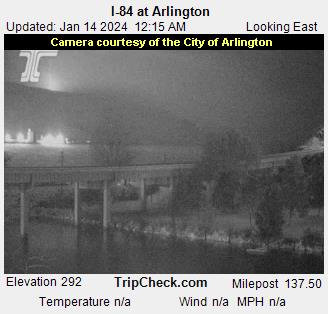 I-84 at Arlington
Updated: Jan 14 2024 12:15 AM Looking East
Camera courtesy of the City of Arlington
Elevation 292 TripCheck.com Milepost 137.50
Temperature n/a Wind n/a MPH n/a